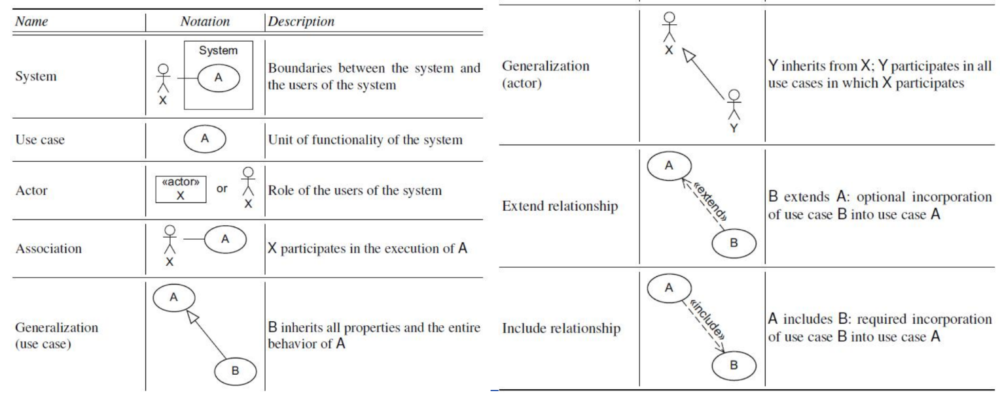 Name Notation Description
System
System
A
X
Boundaries between the system and
the users of the system
Use case
A
Unit of functionality of the system
Actor
«actor»
X
or
X
Role of the users of the system
Association
A
X
X participates in the execution of A
Generalization
(use case)
A
B
B inherits all properties and the entire
behavior of A
Generalization
(actor)
X
Y
Y inherits from X; Y participates in all
use cases in which X participates
Extend relationship
A
«extend»
B
B extends A: optional incorporation
of use case B into use case A
Include relationship
A
«include»
B
A includes B: required incorporation
of use case B into use case A